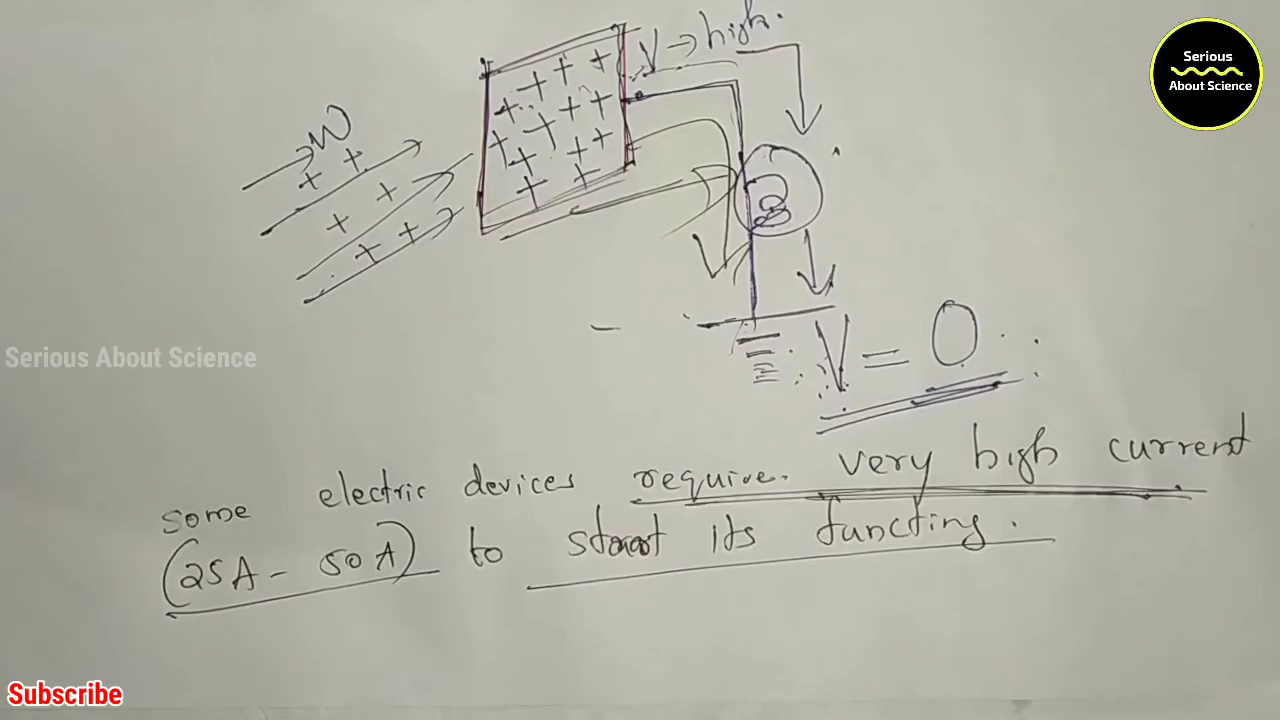 Serious
About Science
V → high.
W
V = 0
Serious About Science
some electric devices require. very high current
(25A - 50A) to start its functing.
Subscribe